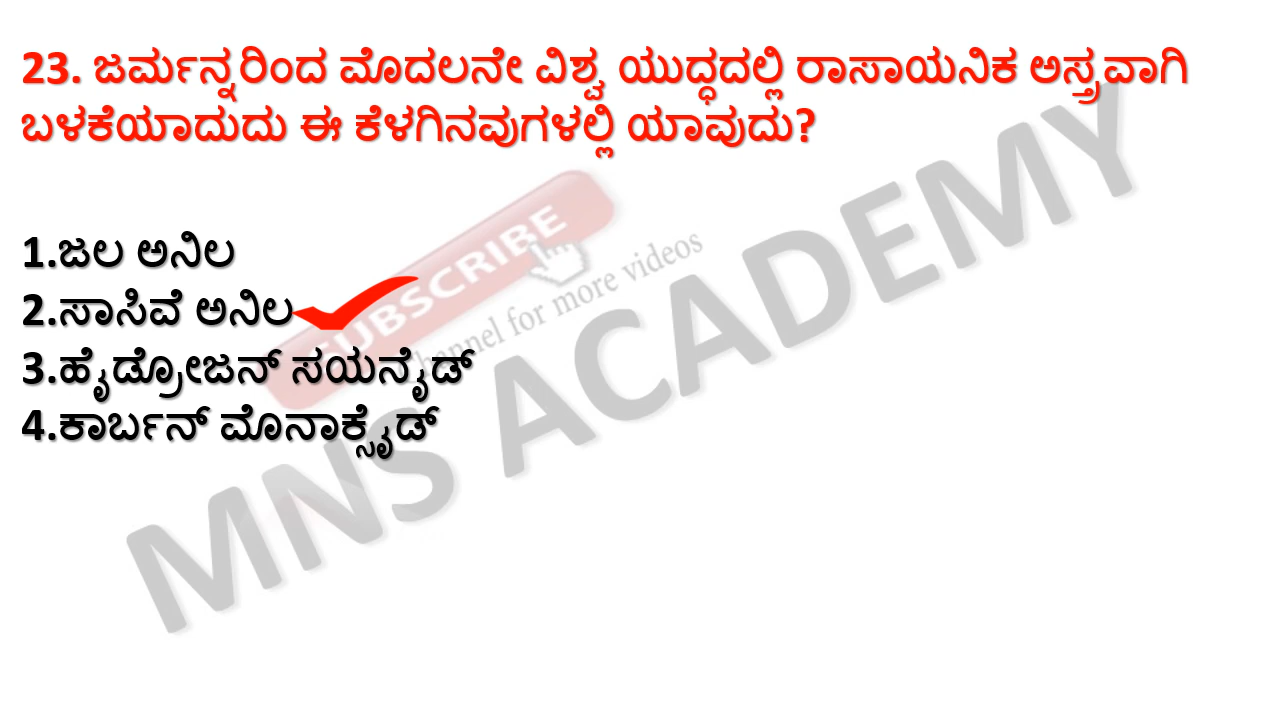 23. ಜರ್ಮನ್ನರಿಂದ ಮೊದಲನೇ ವಿಶ್ವ ಯುದ್ಧದಲ್ಲಿ ರಾಸಾಯನಿಕ ಅಸ್ತ್ರವಾಗಿ
ಬಳಕೆಯಾದುದು ಈ ಕೆಳಗಿನವುಗಳಲ್ಲಿ ಯಾವುದು?
1.ಜಲ ಅನಿಲ
2.ಸಾಸಿವೆ ಅನಿಲ
3.ಹೈಡ್ರೋಜನ್ ಸಯನೈಡ್
4.ಕಾರ್ಬನ್ ಮೊನಾಕ್ಸೈಡ್
SUBSCRIBE
channel for more videos
MNS ACADEMY